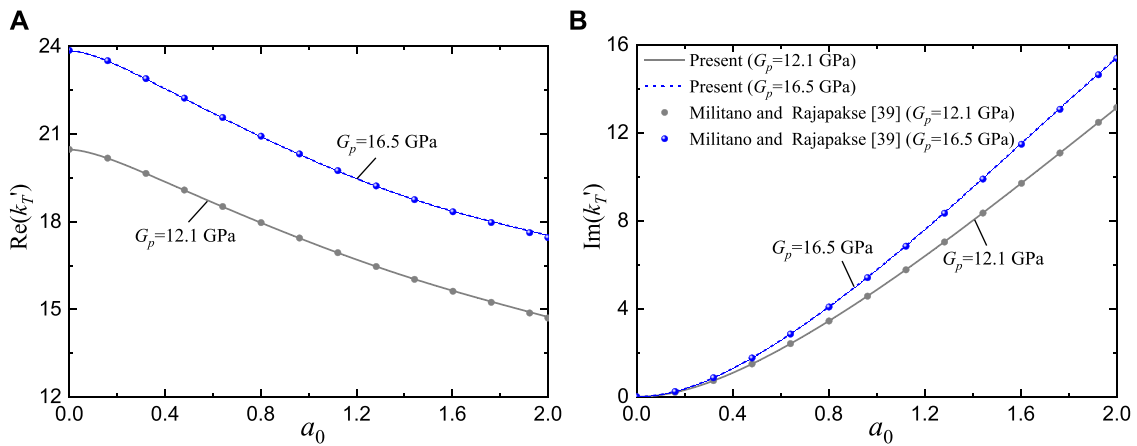 A
24
21
18
15
12
Re(k_T')
G_p=16.5 GPa
G_p=12.1 GPa
0.0 0.4 0.8 1.2 1.6 2.0
a_0
B
16
12
8
4
0
Im(k_T')
Present (G_p=12.1 GPa)
Present (G_p=16.5 GPa)
Militano and Rajapakse [39] (G_p=12.1 GPa)
Militano and Rajapakse [39] (G_p=16.5 GPa)
G_p=16.5 GPa
G_p=12.1 GPa
0.0 0.4 0.8 1.2 1.6 2.0
a_0